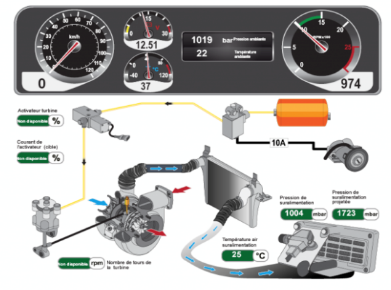 km/h
12.51
37
0
1019 bar Pression ambiante
22 Température ambiante
974
Activateur turbine
Non disponible %
Courant de
l'activateur (cible)
Non disponible %
10A
Pression de
suralimentation
1004 mbar
Pression de
suralimentation
projetée
1723 mbar
Température air
suralimentation
25 °C
Non disponible rpm Nombre de tours de
la turbine